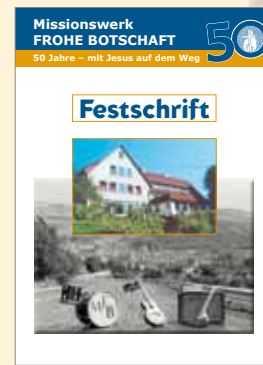 Missionswerk
FROHE BOTSCHAFT
50
50 Jahre – mit Jesus auf dem Weg
Festschrift